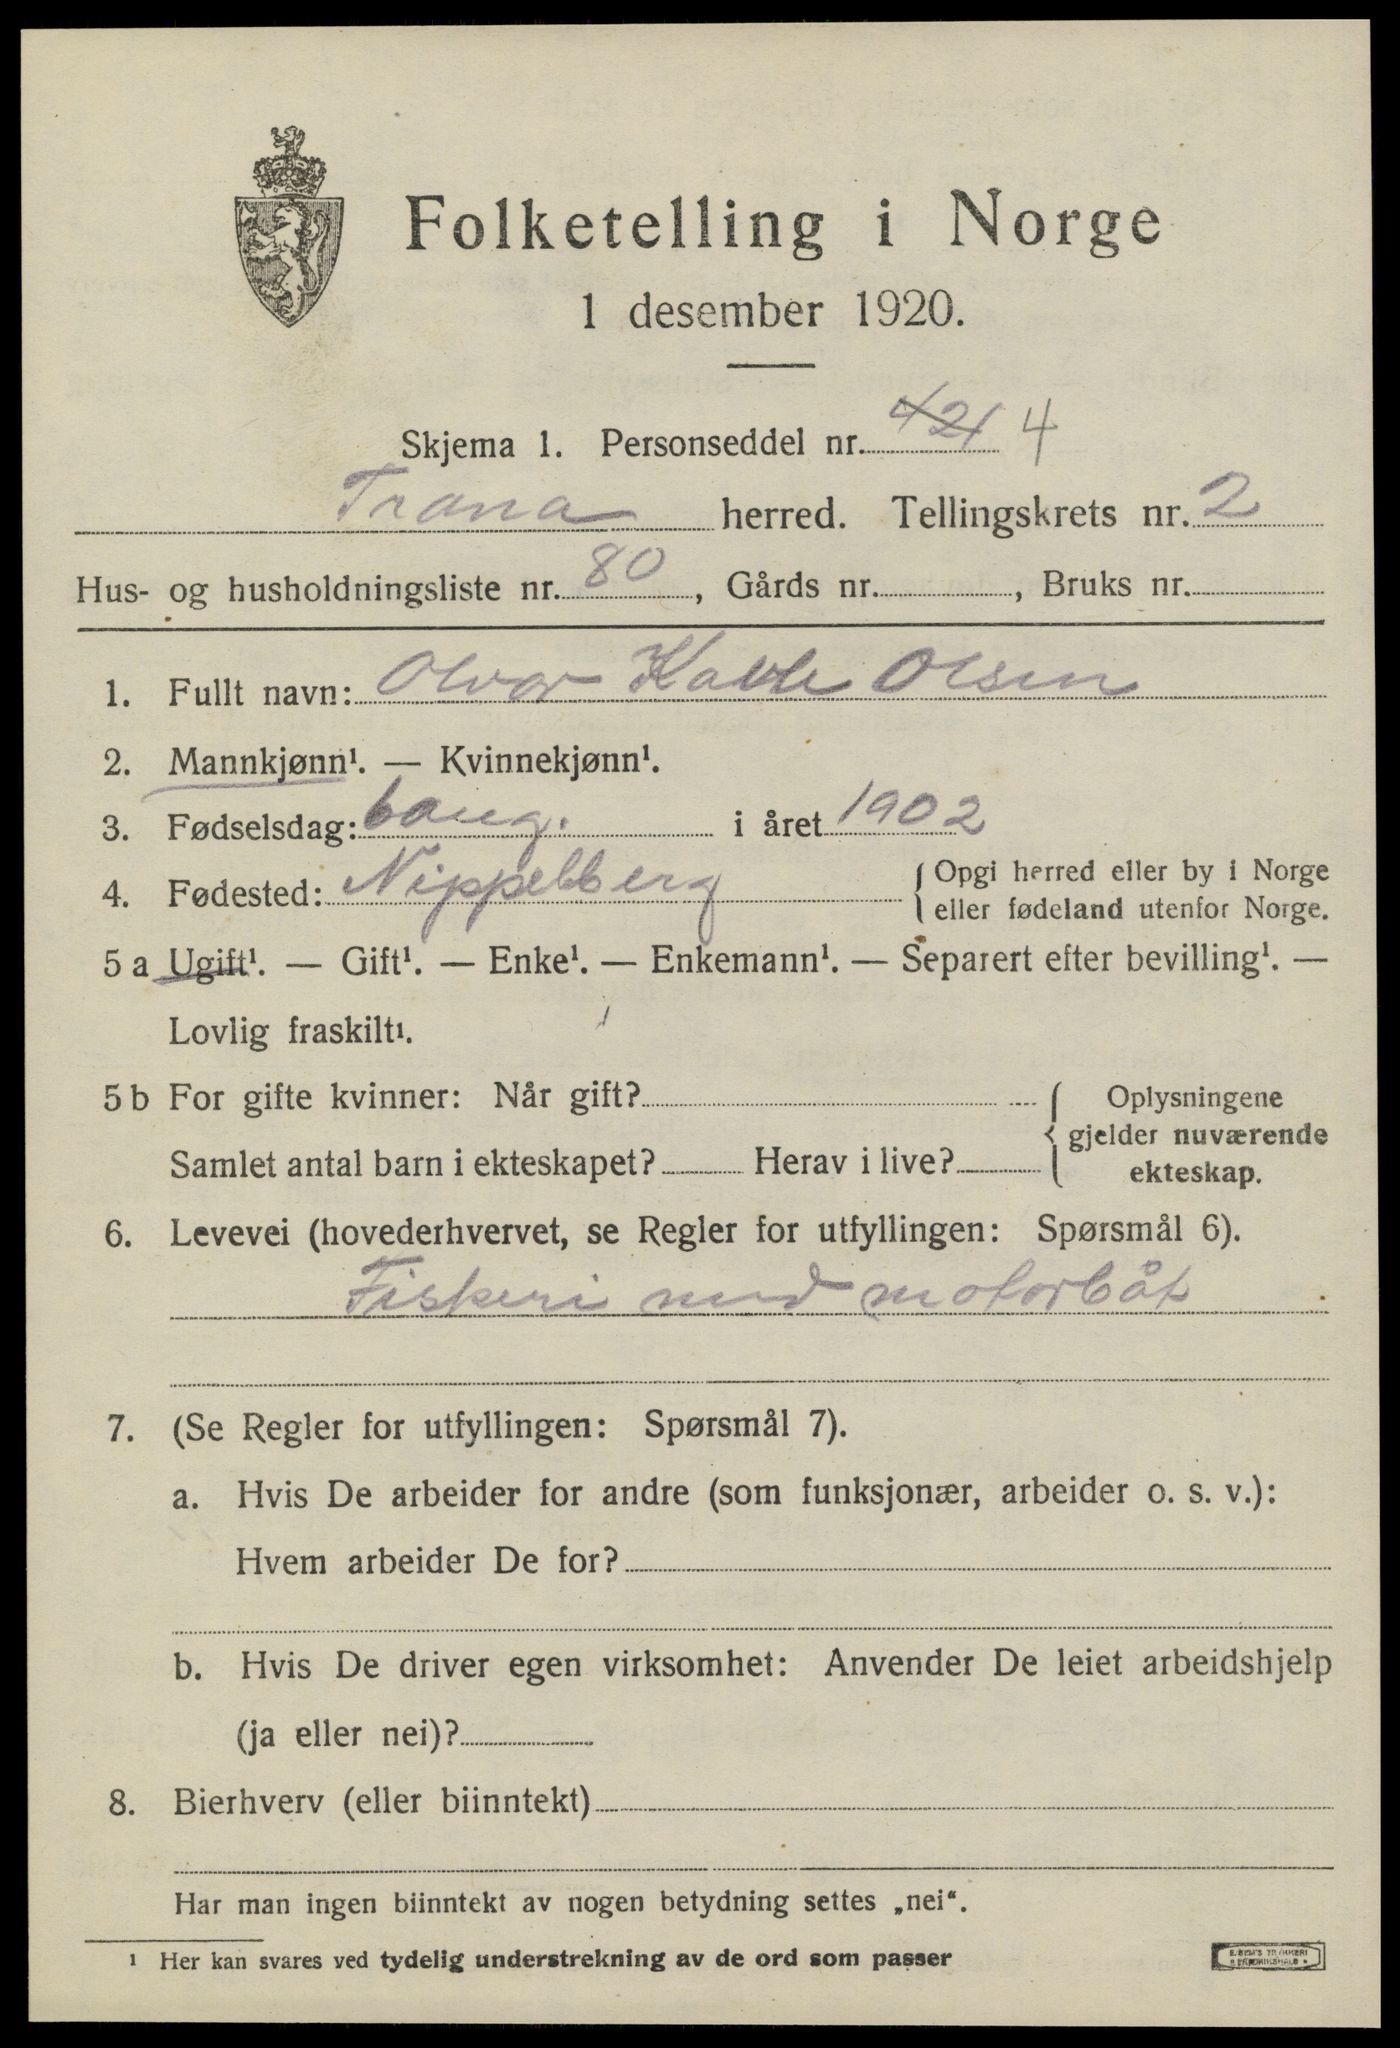 Folketelling i Norge
1 desember 1920.
Skjema 1. Personseddel nr. 421 4
Træna herred. Tellingskrets nr. 2
Hus- og husholdningsliste nr. 80, Gårds nr. , Bruks nr.
1. Fullt navn: Olvar Olsen
2. Mannkjønn¹. — Kvinnekjønn¹.
3. Fødselsdag: 6 aug. i året 1902
4. Fødested: { Opgi herred eller by i Norge
eller fødeland utenfor Norge.
5 a Ugift¹. — Gift¹. — Enke¹. — Enkemann¹. — Separert efter bevilling¹. —
Lovlig fraskilt¹.
5 b For gifte kvinner: Når gift? { Oplysningene
gjelder nuværende
Samlet antal barn i ekteskapet? Herav i live? ekteskap.
6. Levevei (hovederhvervet, se Regler for utfyllingen: Spørsmål 6).
Fiskeri med motorbåt
7. (Se Regler for utfyllingen: Spørsmål 7).
a. Hvis De arbeider for andre (som funksjonær, arbeider o. s. v.):
Hvem arbeider De for?
b. Hvis De driver egen virksomhet: Anvender De leiet arbeidshjelp
(ja eller nei)?
8. Bierhverv (eller biinntekt)
Har man ingen biinntekt av nogen betydning settes „nei“.
¹ Her kan svares ved tydelig understrekning av de ord som passer